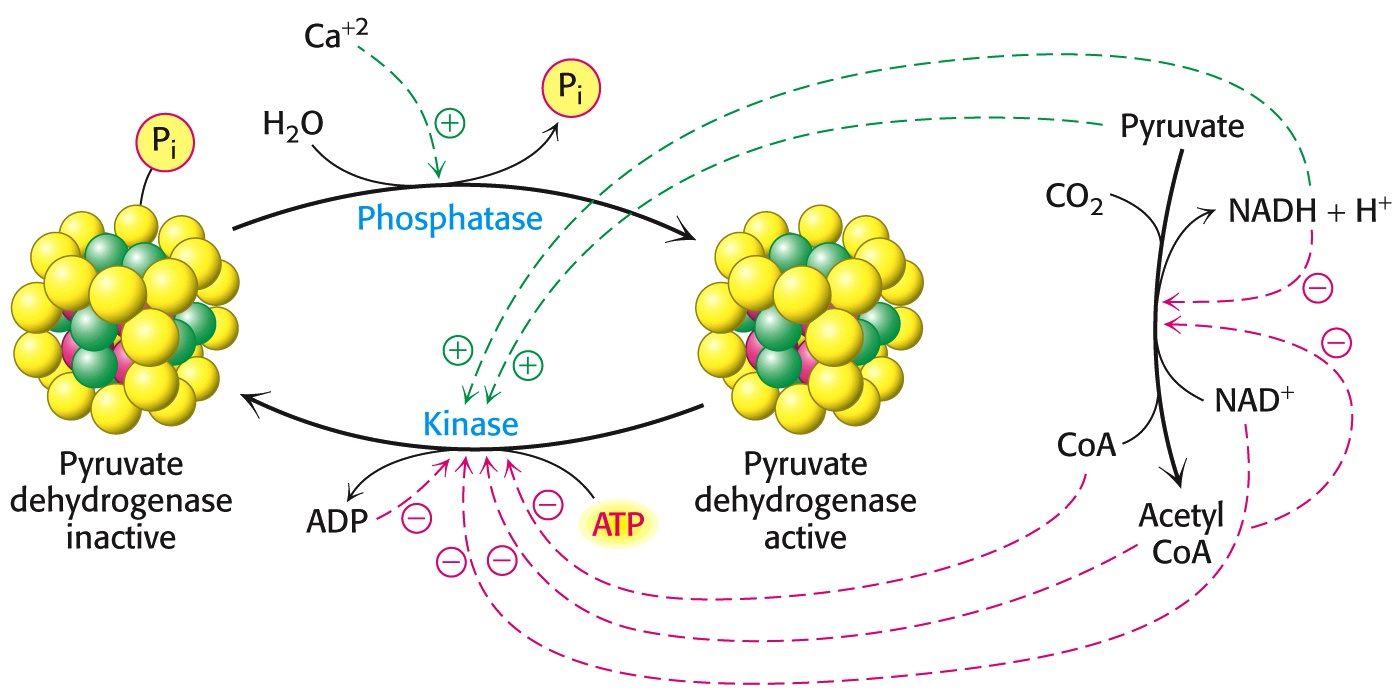 Ca⁺²
Pᵢ
H₂O
Pᵢ
Pyruvate
⊕
CO₂
NADH + H⁺
Phosphatase
⊖
⊖
⊕
⊕
NAD⁺
Kinase
CoA
Pyruvate
dehydrogenase
inactive
Pyruvate
dehydrogenase
active
ADP
⊖
⊖
ATP
Acetyl
CoA
⊖
⊖